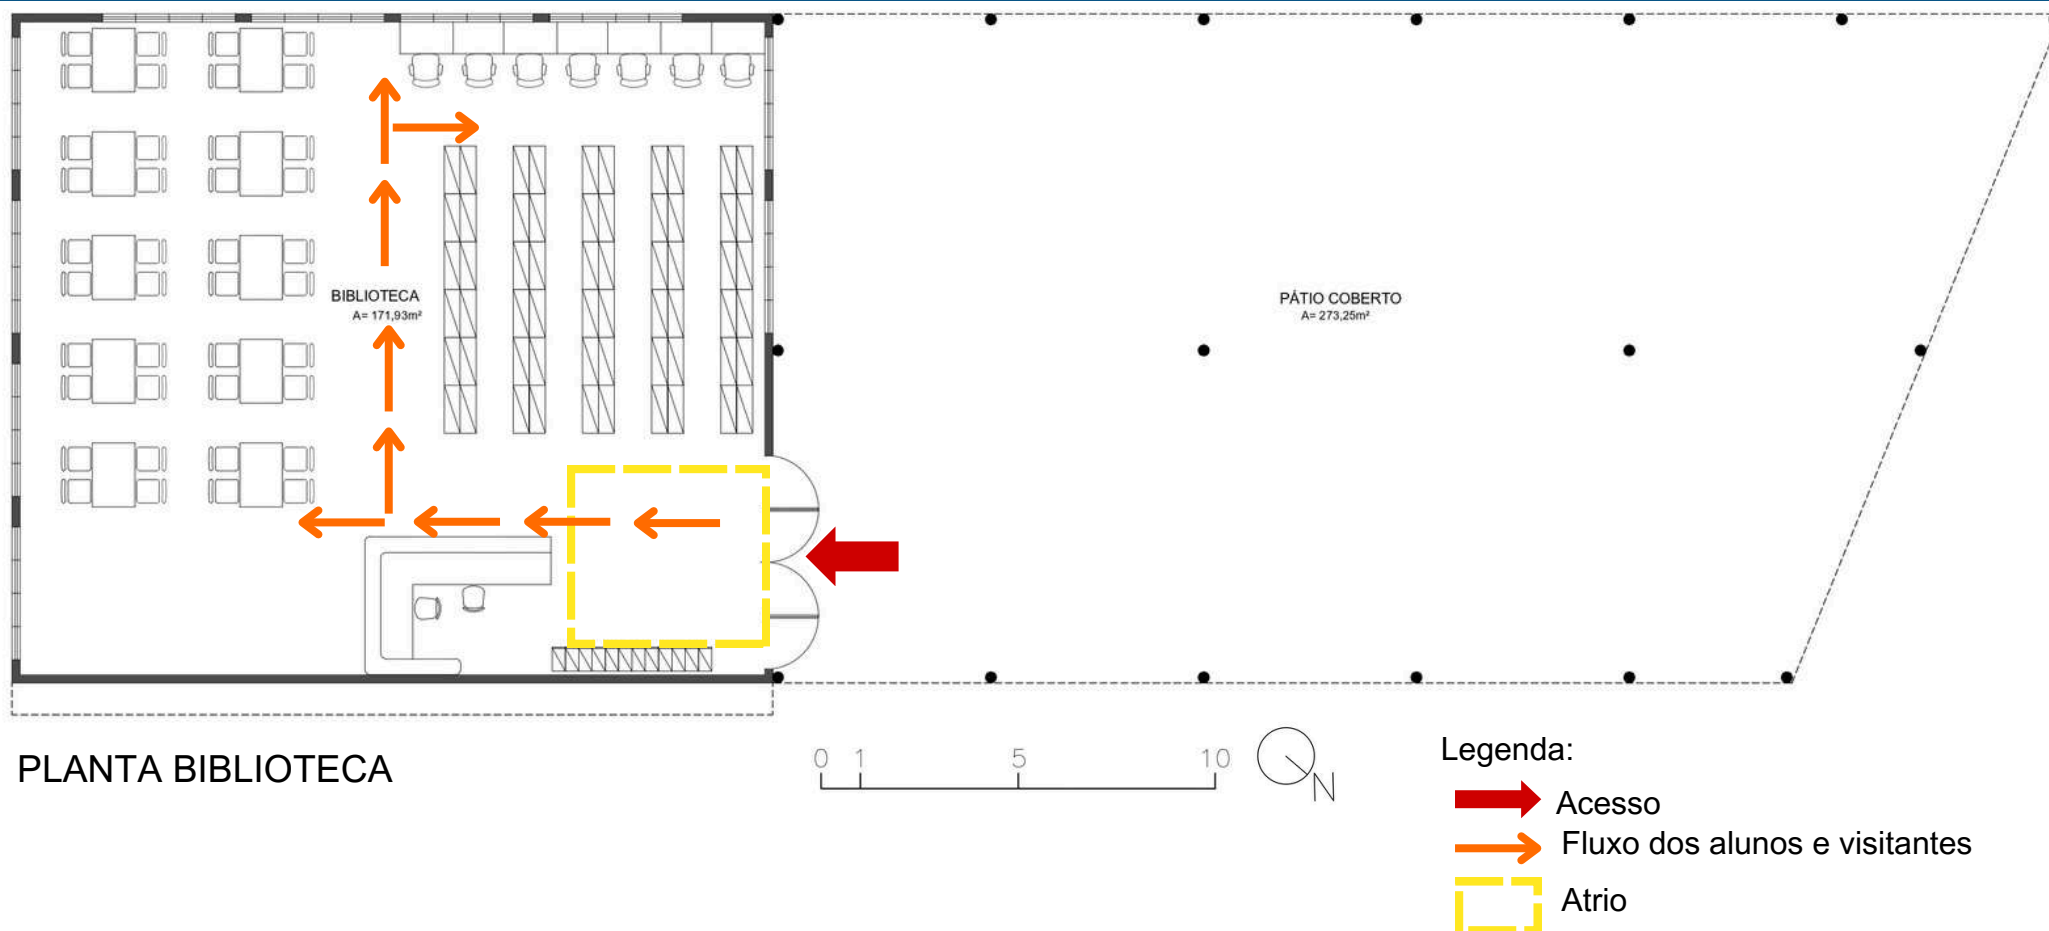 BIBLIOTECA
A= 171,93m²
PÁTIO COBERTO
A= 273,25m²
PLANTA BIBLIOTECA
0 1 5 10
N
Legenda:
Acesso
Fluxo dos alunos e visitantes
Atrio